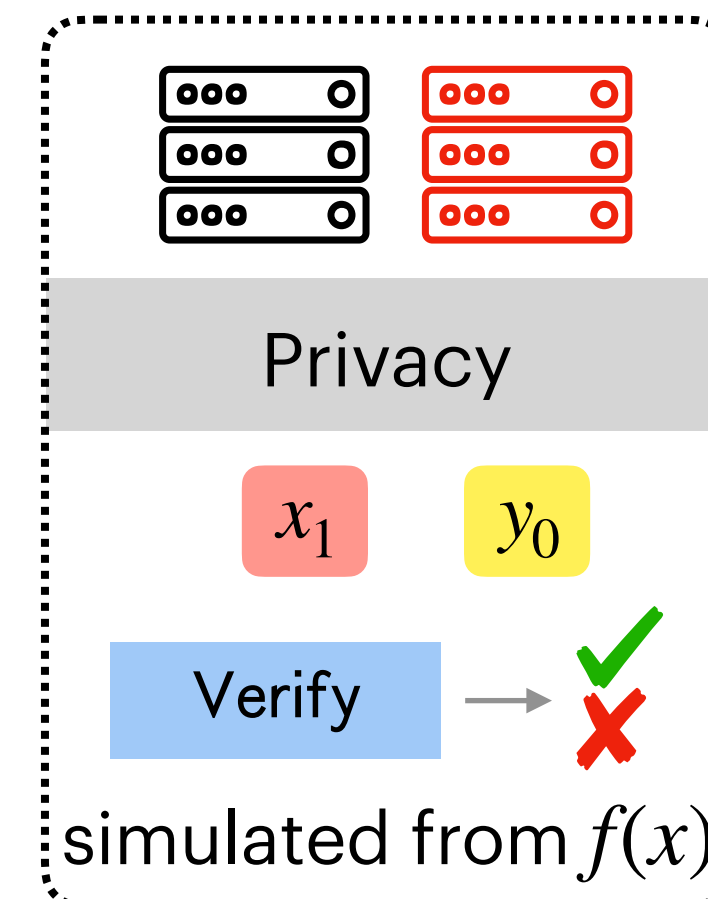 Privacy
x₁ y₀
Verify
simulated from f(x)